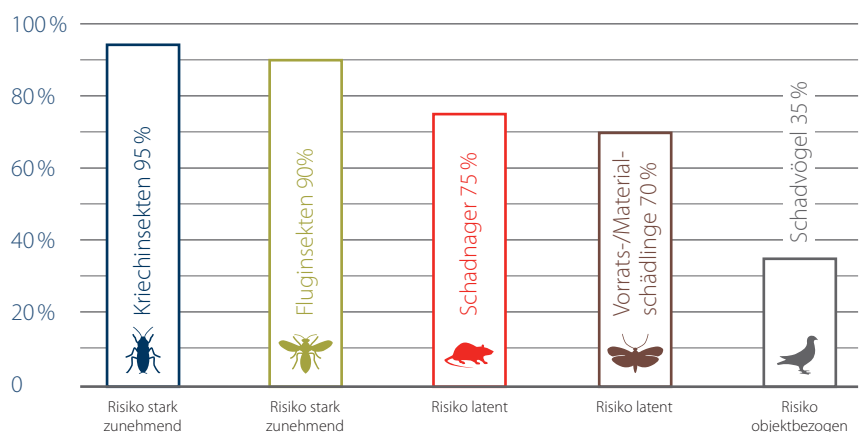 100 %
80 %
60 %
40 %
20 %
0
Kriechinsekten 95 %
Fluginsekten 90%
Schadnager 75 %
Vorrats-/Material-
schädlinge 70 %
Schadvögel 35 %
Risiko stark
zunehmend
Risiko stark
zunehmend
Risiko latent
Risiko latent
Risiko
objektbezogen